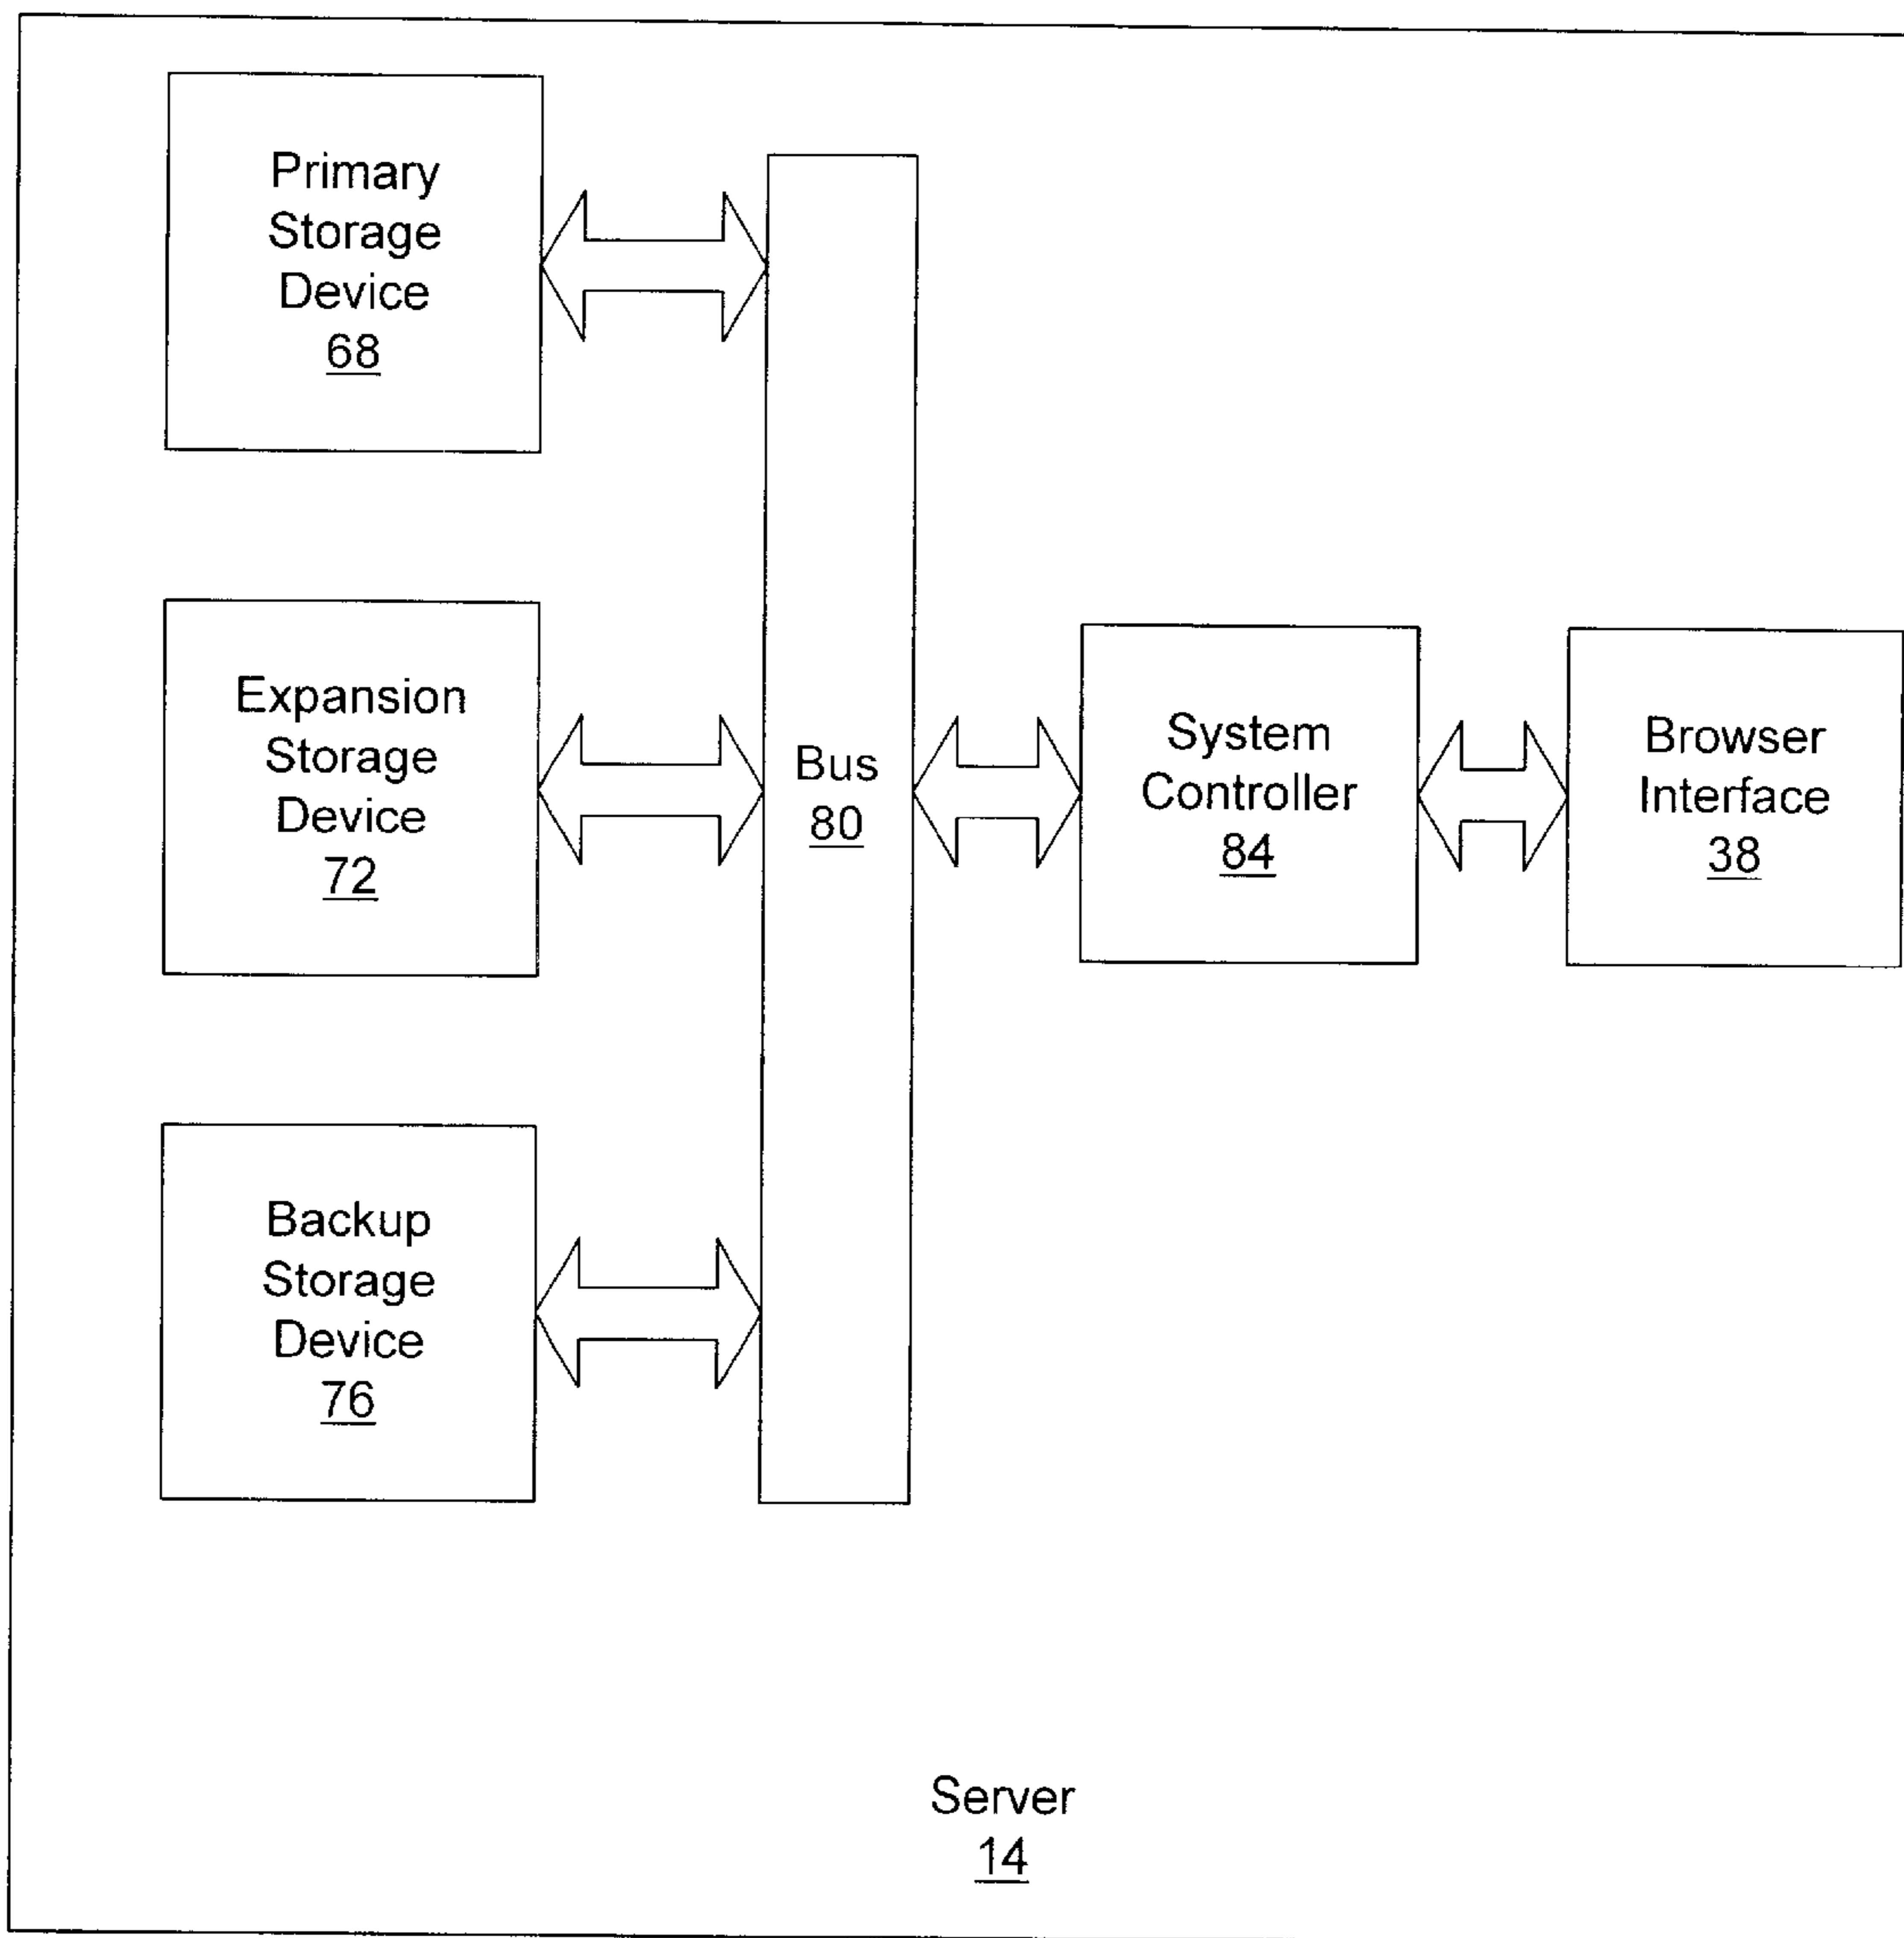 Primary
Storage
Device
68
Expansion
Storage
Device
72
Backup
Storage
Device
76
Bus
80
System
Controller
84
Browser
Interface
38
Server
14